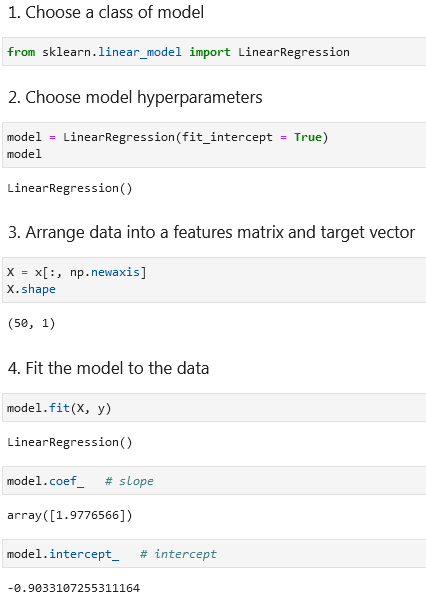 1. Choose a class of model
from sklearn.linear_model import LinearRegression
2. Choose model hyperparameters
model = LinearRegression(fit_intercept = True)
model
LinearRegression()
3. Arrange data into a features matrix and target vector
X = x[:, np.newaxis]
X.shape
(50, 1)
4. Fit the model to the data
model.fit(X, y)
LinearRegression()
model.coef_   # slope
array([1.9776566])
model.intercept_   # intercept
-0.9033107255311164